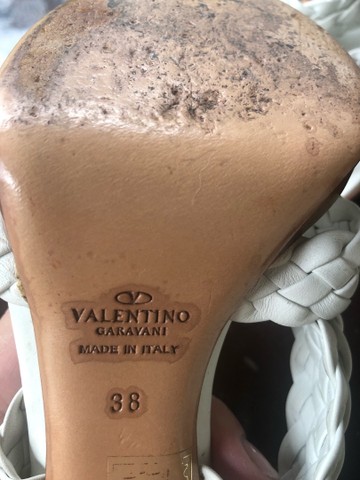 VALENTINO
GARAVANI
MADE IN ITALY
38